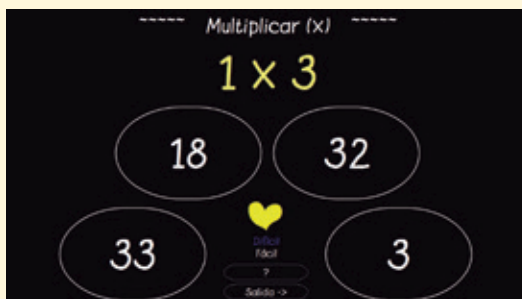 ~~~~~ Multiplicar (x) ~~~~~
1 x 3
18 32
33 3
Difícil
Fácil
?
Salida ->